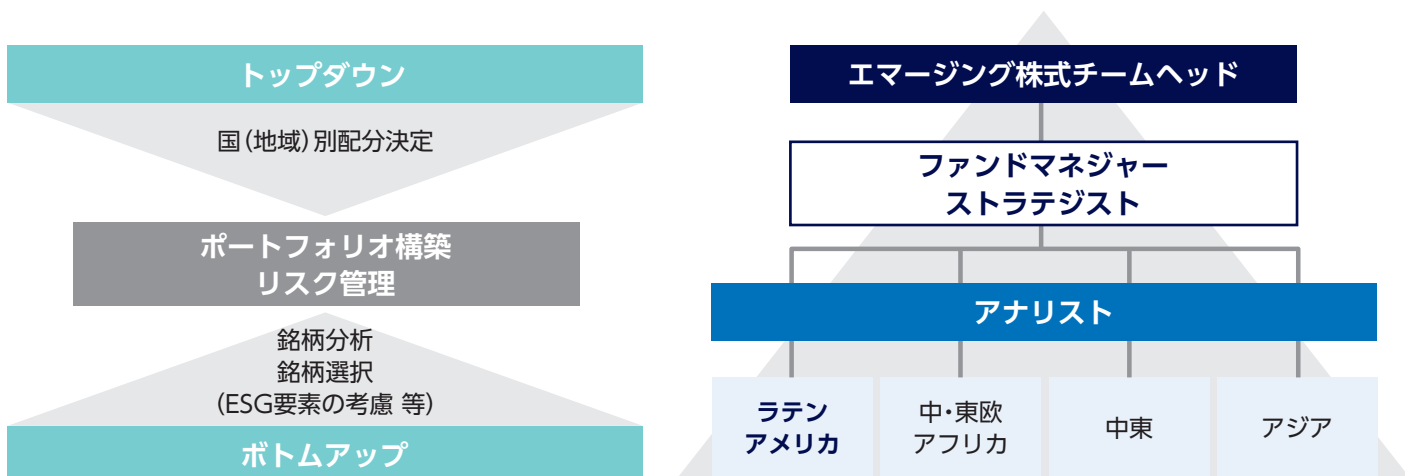 トップダウン
国(地域)別配分決定
ポートフォリオ構築
リスク管理
銘柄分析
銘柄選択
(ESG要素の考慮 等)
ボトムアップ
エマージング株式チームヘッド
ファンドマネジャー
ストラテジスト
アナリスト
ラテン
アメリカ
中・東欧
アフリカ
中東
アジア